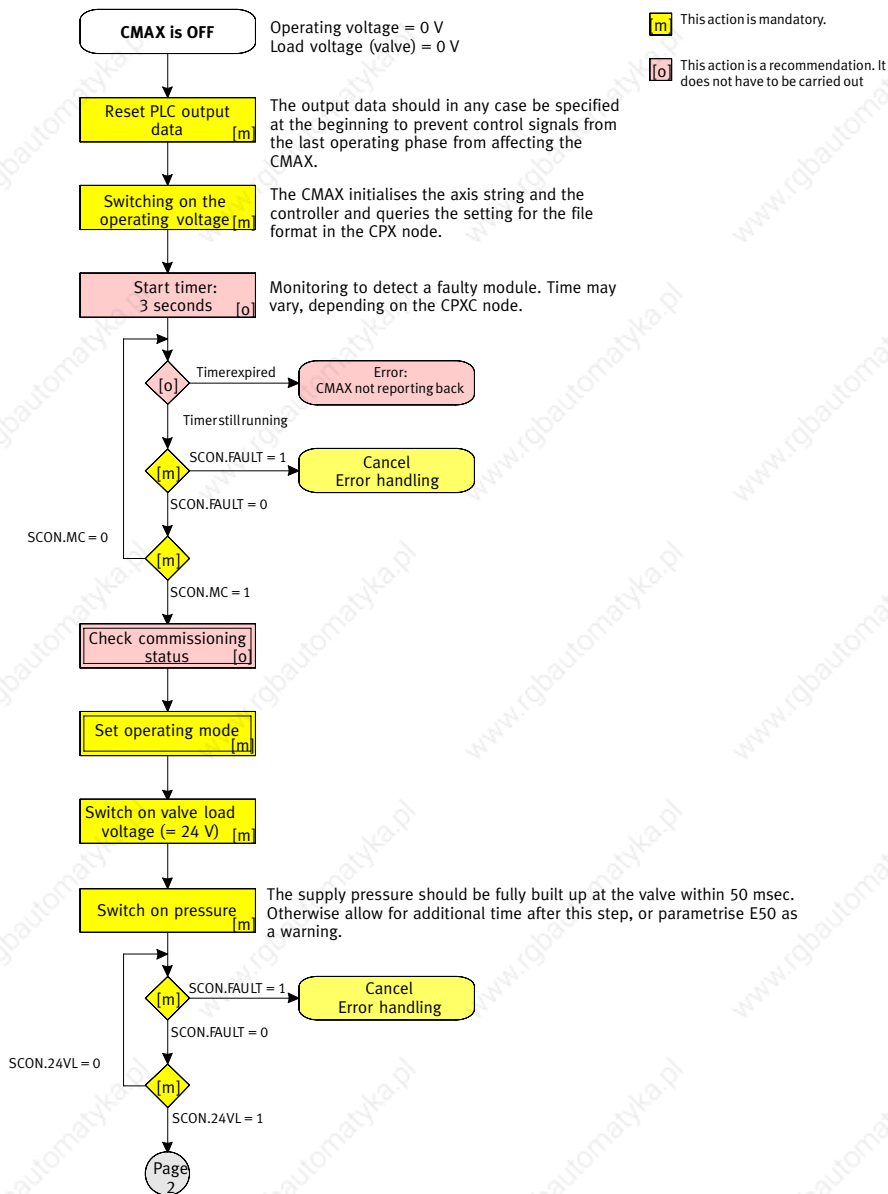 CMAX is OFF
Operating voltage = 0 V
Load voltage (valve) = 0 V
[m] This action is mandatory.
[o] This action is a recommendation. It
does not have to be carried out
Reset PLC output
data [m]
The output data should in any case be specified
at the beginning to prevent control signals from
the last operating phase from affecting the
CMAX.
Switching on the
operating voltage [m]
The CMAX initialises the axis string and the
controller and queries the setting for the file
format in the CPX node.
Start timer:
3 seconds [o]
Monitoring to detect a faulty module. Time may
vary, depending on the CPXC node.
[o]
Timer expired
Error:
CMAX not reporting back
Timer still running
[m]
SCON.FAULT = 1
Cancel
Error handling
SCON.FAULT = 0
SCON.MC = 0
[m]
SCON.MC = 1
Check commissioning
status [o]
Set operating mode
[m]
Switch on valve load
voltage (= 24 V) [m]
Switch on pressure
[m]
The supply pressure should be fully built up at the valve within 50 msec.
Otherwise allow for additional time after this step, or parametrise E50 as
a warning.
[m]
SCON.FAULT = 1
Cancel
Error handling
SCON.FAULT = 0
SCON.24VL = 0
[m]
SCON.24VL = 1
Page
2
www.rgbautomatyka.pl